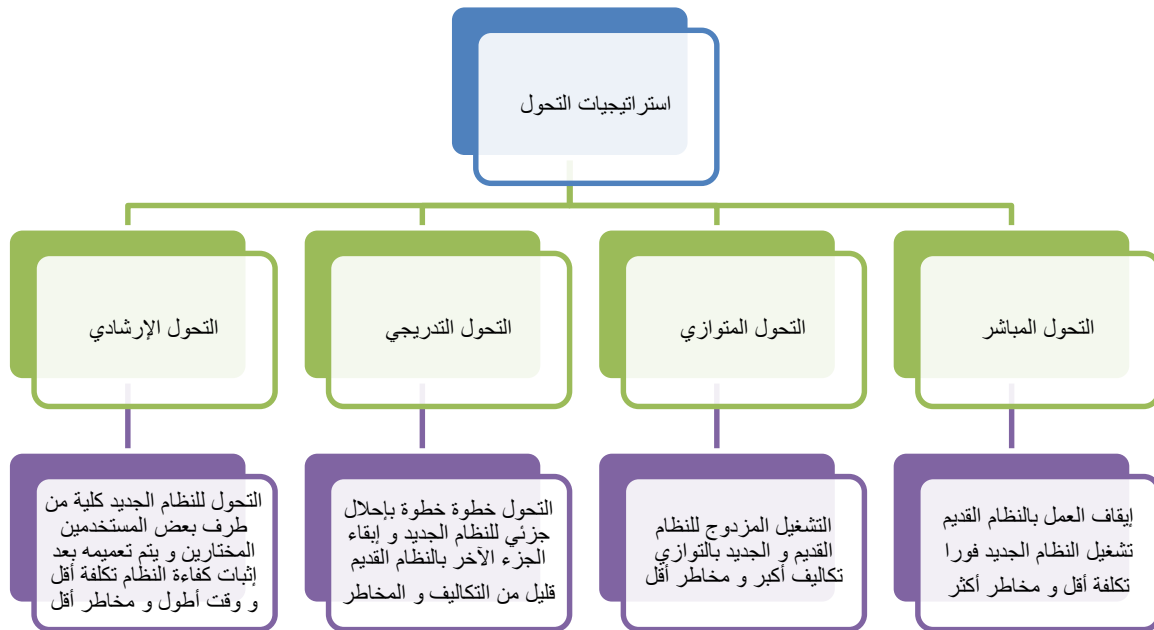 استراتيجيات التحول
التحول المباشر
التحول المتوازي
التحول التدريجي
التحول الإرشادي
إيقاف العمل بالنظام القديم
تشغيل النظام الجديد فورا
تكلفة أقل و مخاطر أكثر
التشغيل المزدوج للنظام
القديم و الجديد بالتوازي
تكاليف أكبر و مخاطر أقل
التحول خطوة خطوة بإحلال
جزئي للنظام الجديد و إبقاء
الجزء الآخر بالنظام القديم
قليل من التكاليف و المخاطر
التحول للنظام الجديد كلية من
طرف بعض المستخدمين
المختارين و يتم تعميمه بعد
إثبات كفاءة النظام تكلفة أقل
و وقت أطول و مخاطر أقل